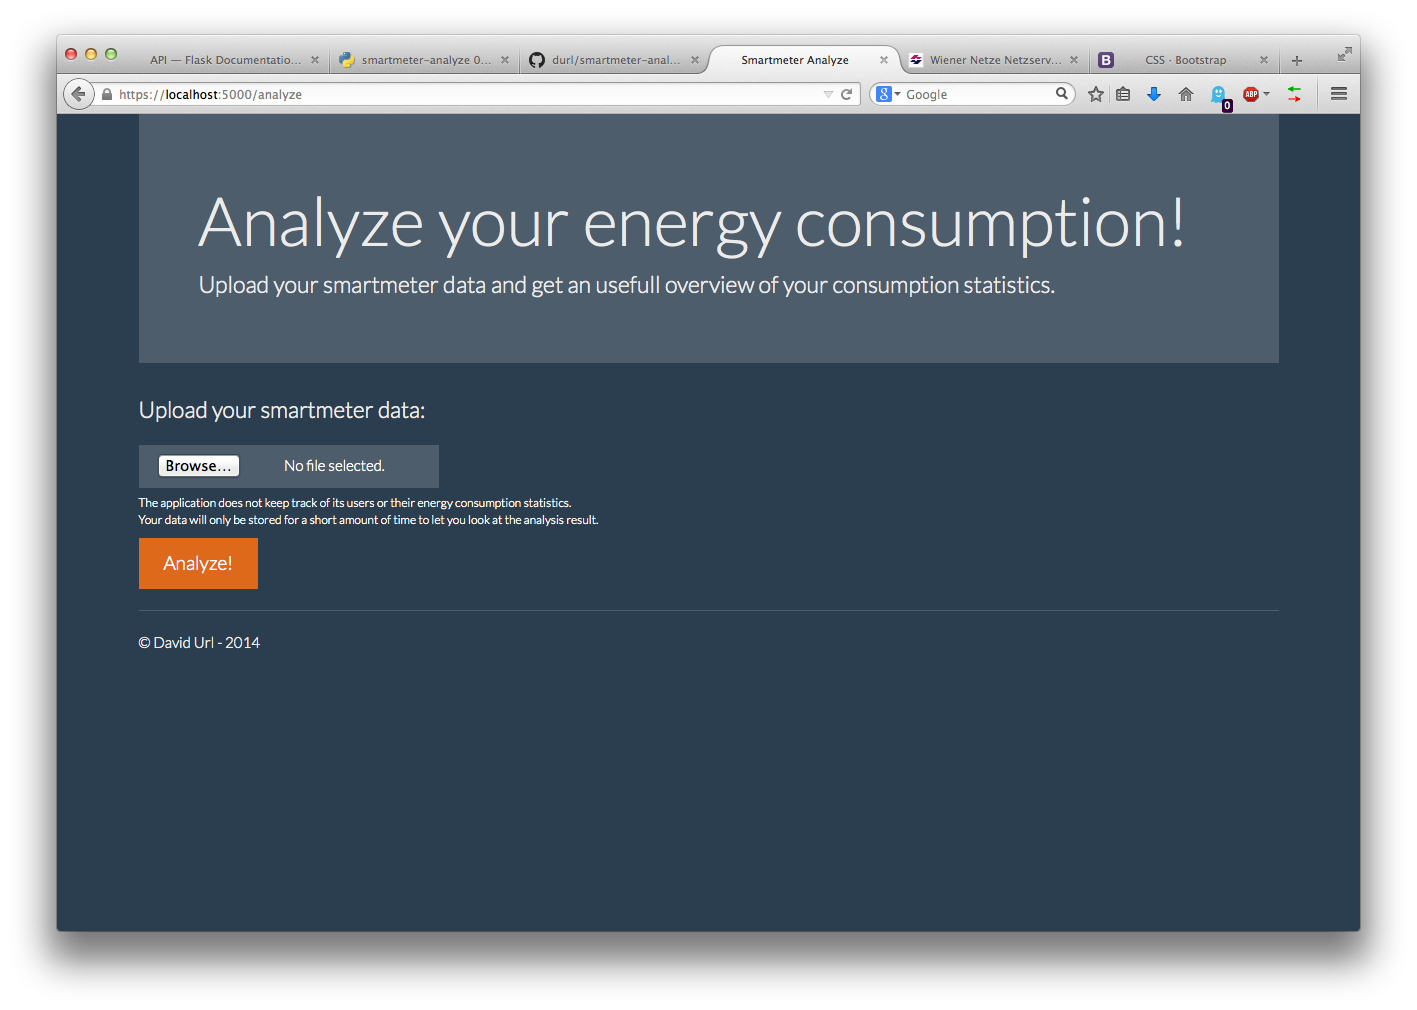 API — Flask Documentatio...
smartmeter-analyze 0...
durl/smartmeter-anal...
Smartmeter Analyze
Wiener Netze Netzserv...
B
CSS · Bootstrap
https://localhost:5000/analyze
8
Google
0
ABP
Analyze your energy consumption!
Upload your smartmeter data and get an usefull overview of your consumption statistics.
Upload your smartmeter data:
Browse...
No file selected.
The application does not keep track of its users or their energy consumption statistics.
Your data will only be stored for a short amount of time to let you look at the analysis result.
Analyze!
© David Url - 2014